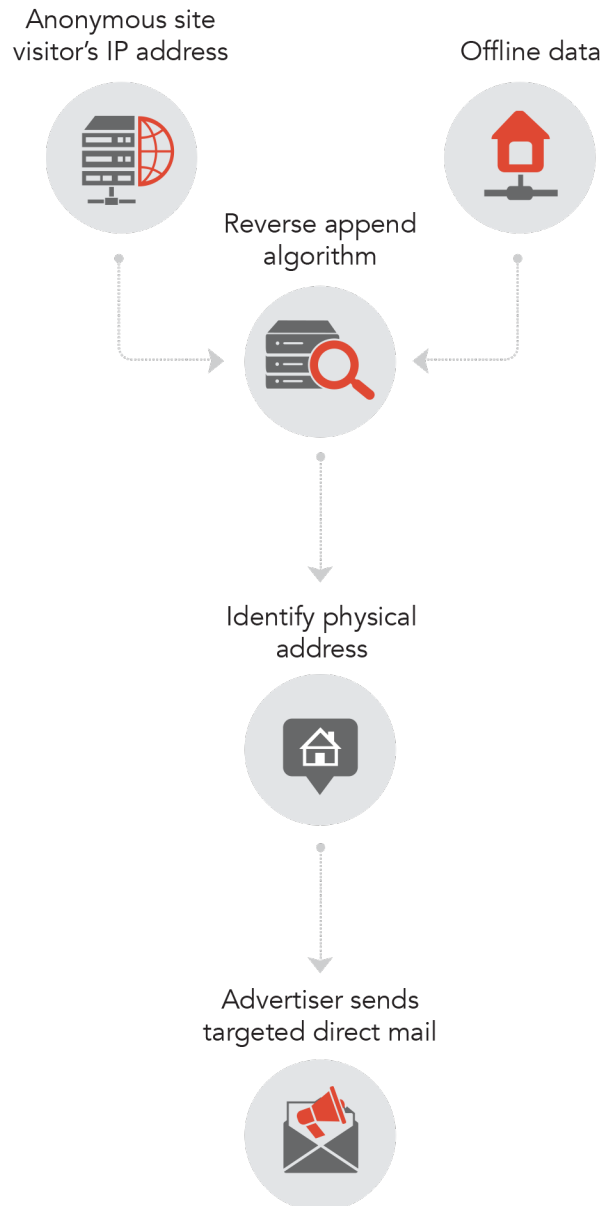 Anonymous site
visitor’s IP address
Offline data
Reverse append
algorithm
Identify physical
address
Advertiser sends
targeted direct mail